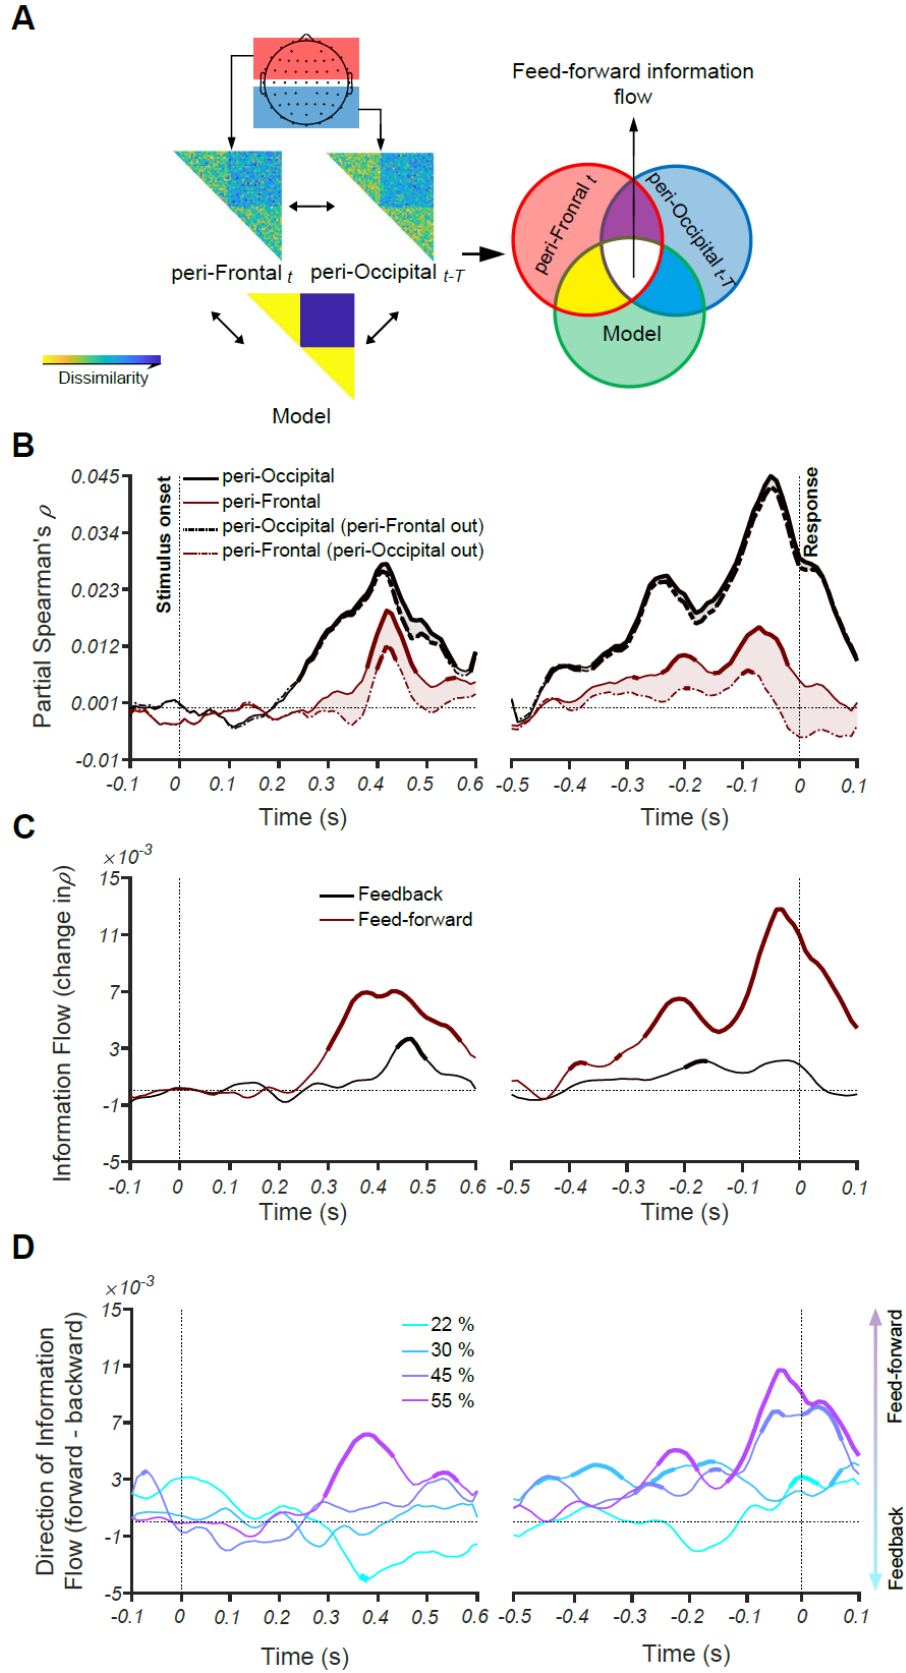 A
Feed-forward information
flow
peri-Fronral t
peri-Occipital t-T
peri-Frontal t
peri-Occipital t-T
Model
Dissimilarity
Model
B
Partial Spearman's ρ
0.045
0.034
0.023
0.012
0.001
-0.01
Stimulus onset
peri-Occipital
peri-Frontal
peri-Occipital (peri-Frontal out)
peri-Frontal (peri-Occipital out)
Response
-0.1 0 0.1 0.2 0.3 0.4 0.5 0.6
-0.5 -0.4 -0.3 -0.2 -0.1 0 0.1
Time (s)
Time (s)
C
Information Flow (change in ρ)
×10-3
15
11
7
3
-1
-5
Feedback
Feed-forward
-0.1 0 0.1 0.2 0.3 0.4 0.5 0.6
-0.5 -0.4 -0.3 -0.2 -0.1 0 0.1
Time (s)
Time (s)
D
Direction of Information
Flow (forward - backward)
×10-3
15
11
7
3
-1
-5
22 %
30 %
45 %
55 %
Feed-forward
Feedback
-0.1 0 0.1 0.2 0.3 0.4 0.5 0.6
-0.5 -0.4 -0.3 -0.2 -0.1 0 0.1
Time (s)
Time (s)